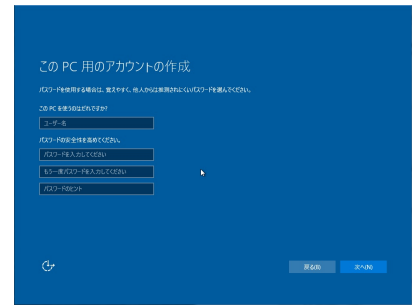 この PC 用のアカウントの作成
パスワードを使用する場合は、覚えやすく、他人からは推測されにくいパスワードを選んでください。
この PC を使うのはだれですか?
ユーザー名
パスワードの安全性を高めてください。
パスワードを入力してください
もう一度パスワードを入力してください
パスワードのヒント
戻る(B)
次へ(N)